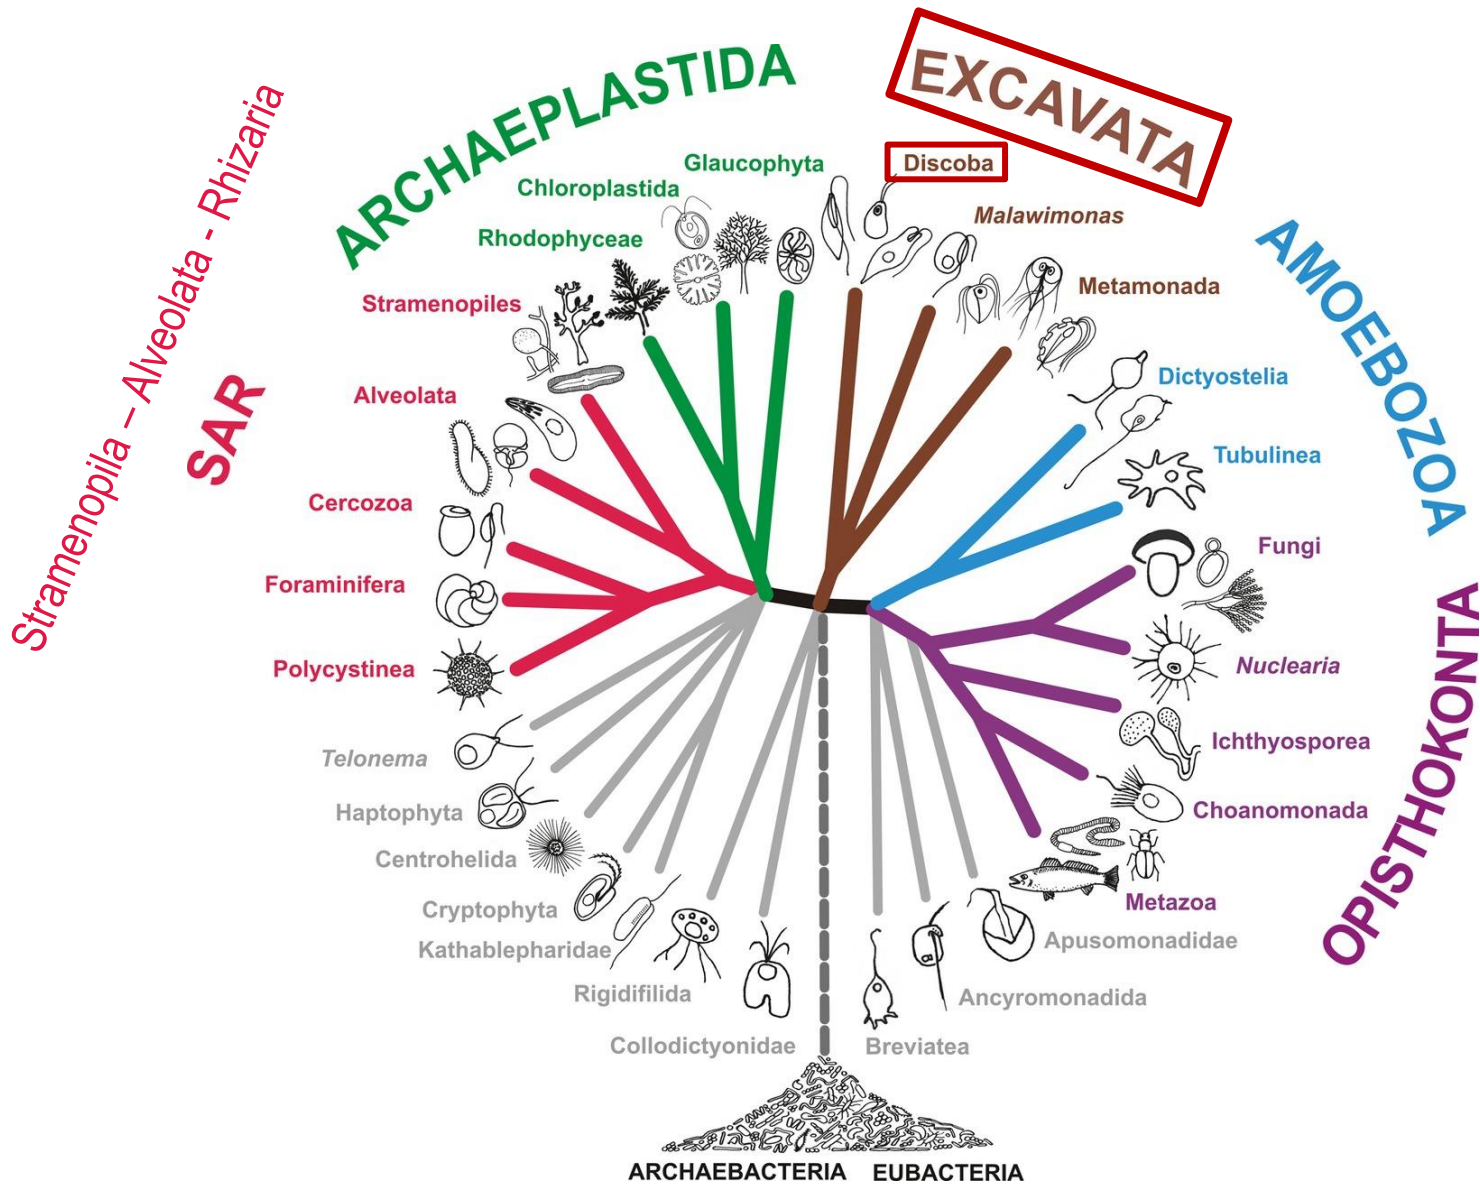 EXCAVATA
ARCHAEPLASTIDA
Stramenopila – Alveolata - Rhizaria
Glaucophyta
Discoba
Chloroplastida
Malawimonas
Rhodophyceae
AMOEBOZOA
Metamonada
Stramenopiles
SAR
Dictyostelia
Alveolata
Tubulinea
Cercozoa
Fungi
Foraminifera
OPISTHOKONTA
Nuclearia
Polycystinea
Ichthyosporea
Telonema
Choanomonada
Haptophyta
Centrohelida
Metazoa
Cryptophyta
Apusomonadidae
Kathablepharidae
Rigidifilida
Ancyromonadida
Collodictyonidae
Breviatea
ARCHAEBACTERIA EUBACTERIA